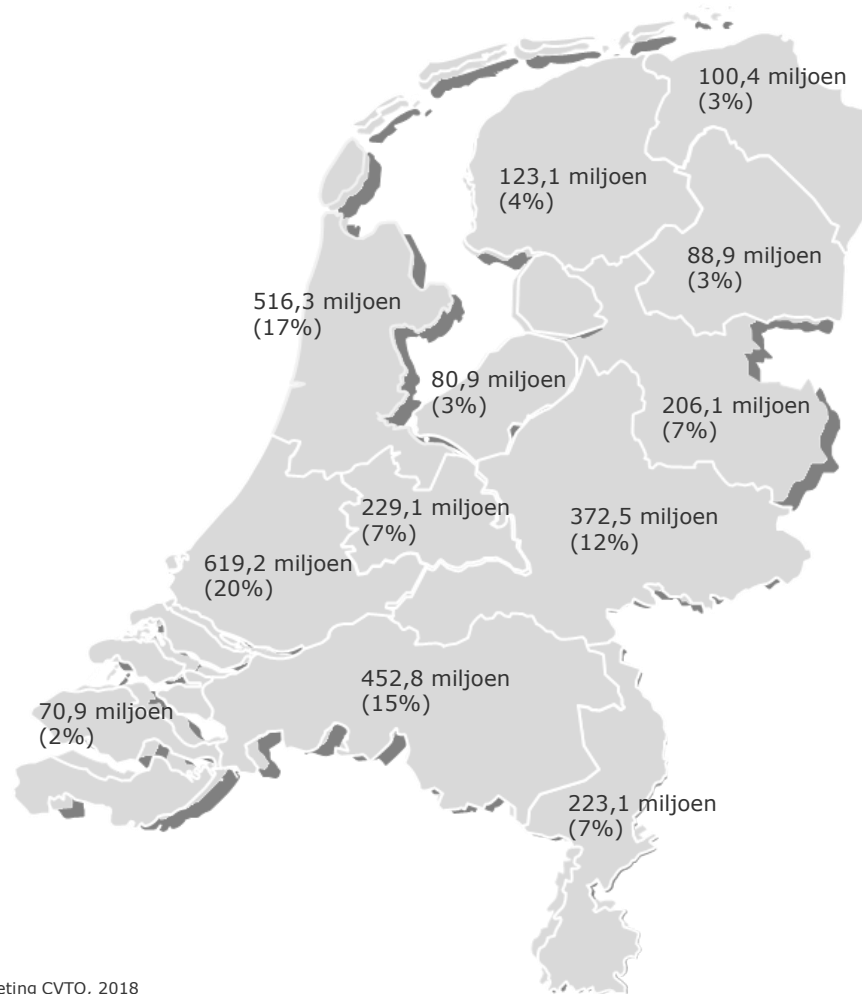 100,4 miljoen
(3%)
123,1 miljoen
(4%)
88,9 miljoen
(3%)
516,3 miljoen
(17%)
80,9 miljoen
(3%)
206,1 miljoen
(7%)
229,1 miljoen
(7%)
372,5 miljoen
(12%)
619,2 miljoen
(20%)
452,8 miljoen
(15%)
70,9 miljoen
(2%)
223,1 miljoen
(7%)
CVTO, 2018